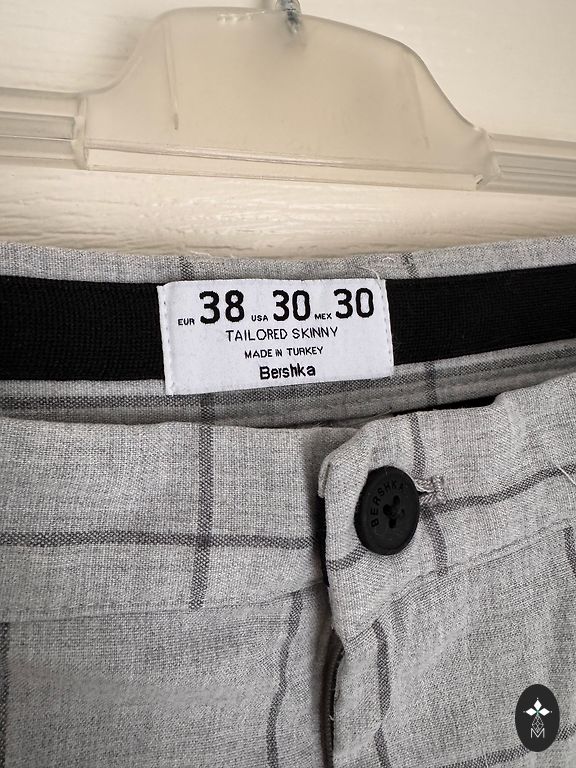 EUR 38 USA 30 MEX 30
TAILORED SKINNY
MADE IN TURKEY
Bershka
BERSHKA
M